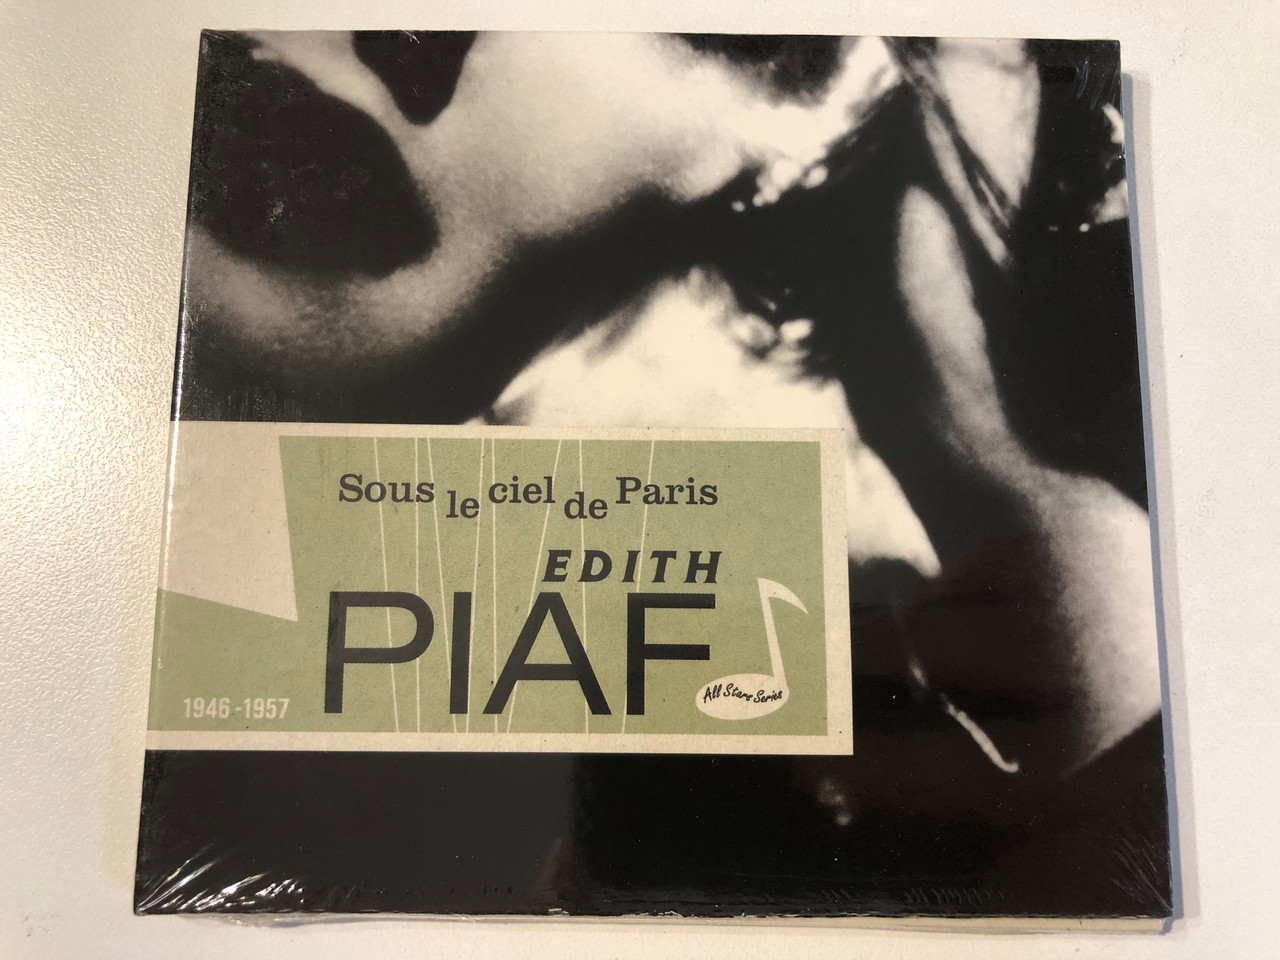 Sous le ciel de Paris
EDITH
PIAF
All Stars Series
1946-1957